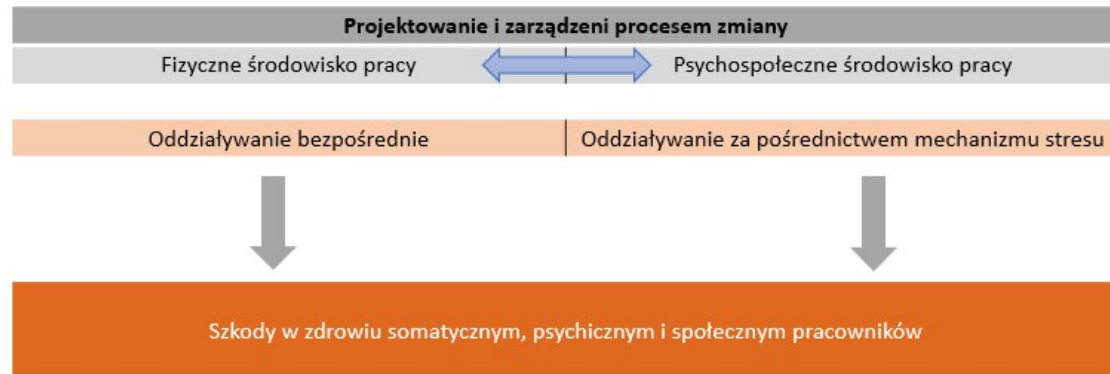 Projektowanie i zarządzeni procesem zmiany
Fizyczne środowisko pracy
Psychospołeczne środowisko pracy
Oddziaływanie bezpośrednie
Oddziaływanie za pośrednictwem mechanizmu stresu
Szkody w zdrowiu somatycznym, psychicznym i społecznym pracowników